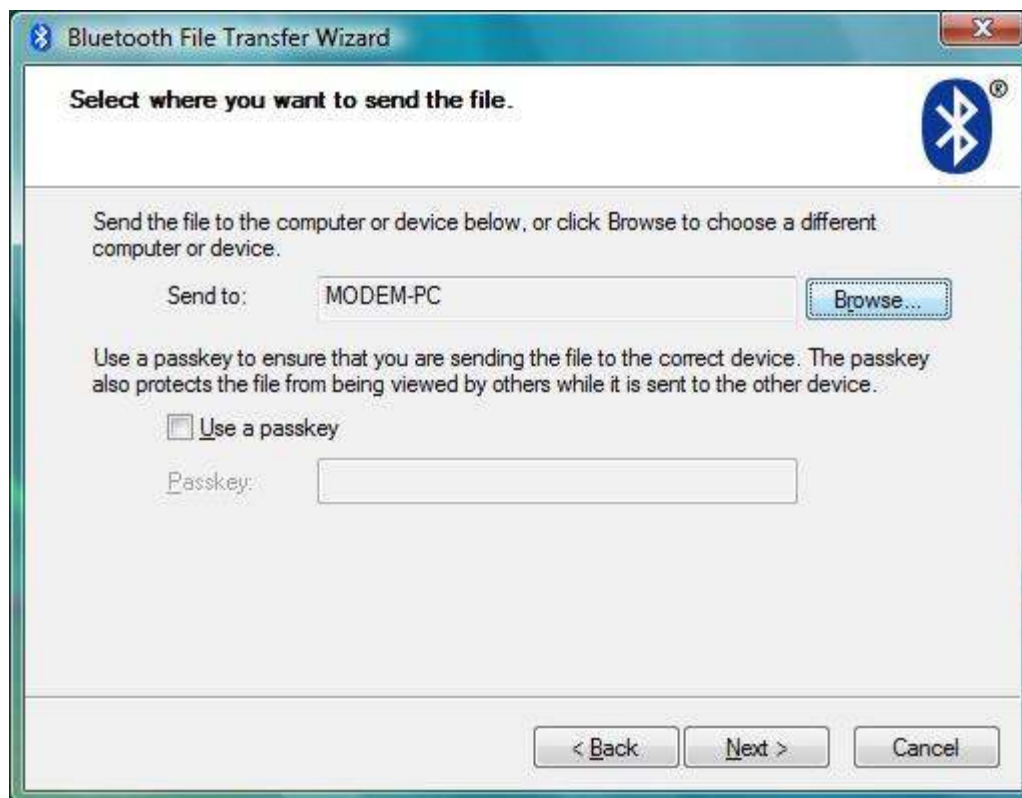 Bluetooth File Transfer Wizard
Select where you want to send the file.
®
Send the file to the computer or device below, or click Browse to choose a different
computer or device.
Send to: MODEM-PC Browse...
Use a passkey to ensure that you are sending the file to the correct device. The passkey
also protects the file from being viewed by others while it is sent to the other device.
Use a passkey
Passkey:
< Back Next > Cancel